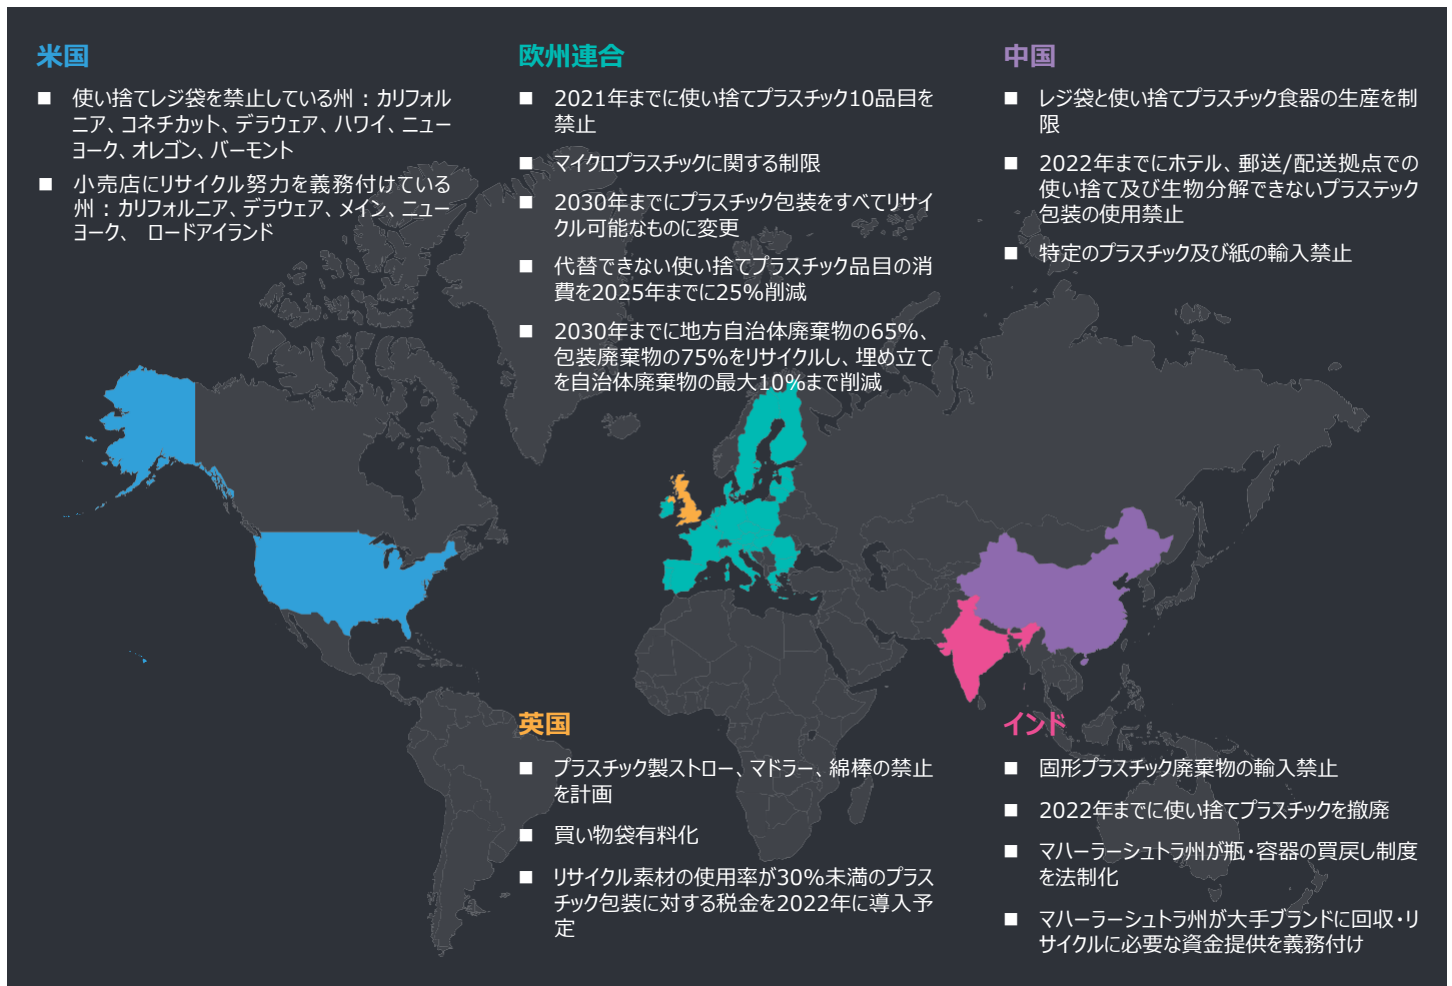 米国
■ 使い捨てレジ袋を禁止している州：カリフォル
ニア、コネチカット、デラウェア、ハワイ、ニュー
ヨーク、オレゴン、バーモント
■ 小売店にリサイクル努力を義務付けている
州：カリフォルニア、デラウェア、メイン、ニュー
ヨーク、 ロードアイランド
欧州連合
■ 2021年までに使い捨てプラスチック10品目を
禁止
■ マイクロプラスチックに関する制限
■ 2030年までにプラスチック包装をすべてリサイ
クル可能なものに変更
■ 代替できない使い捨てプラスチック品目の消
費を2025年までに25%削減
■ 2030年までに地方自治体廃棄物の65%、
包装廃棄物の75%をリサイクルし、埋め立て
を自治体廃棄物の最大10%まで削減
中国
■ レジ袋と使い捨てプラスチック食器の生産を制
限
■ 2022年までにホテル、郵送/配送拠点での
使い捨て及び生物分解できないプラステック
包装の使用禁止
■ 特定のプラスチック及び紙の輸入禁止
英国
■ プラスチック製ストロー、マドラー、綿棒の禁止
を計画
■ 買い物袋有料化
■ リサイクル素材の使用率が30%未満のプラス
チック包装に対する税金を2022年に導入予
定
インド
■ 固形プラスチック廃棄物の輸入禁止
■ 2022年までに使い捨てプラスチックを撤廃
■ マハーラーシュトラ州が瓶・容器の買戻し制度
を法制化
■ マハーラーシュトラ州が大手ブランドに回収・リ
サイクルに必要な資金提供を義務付け